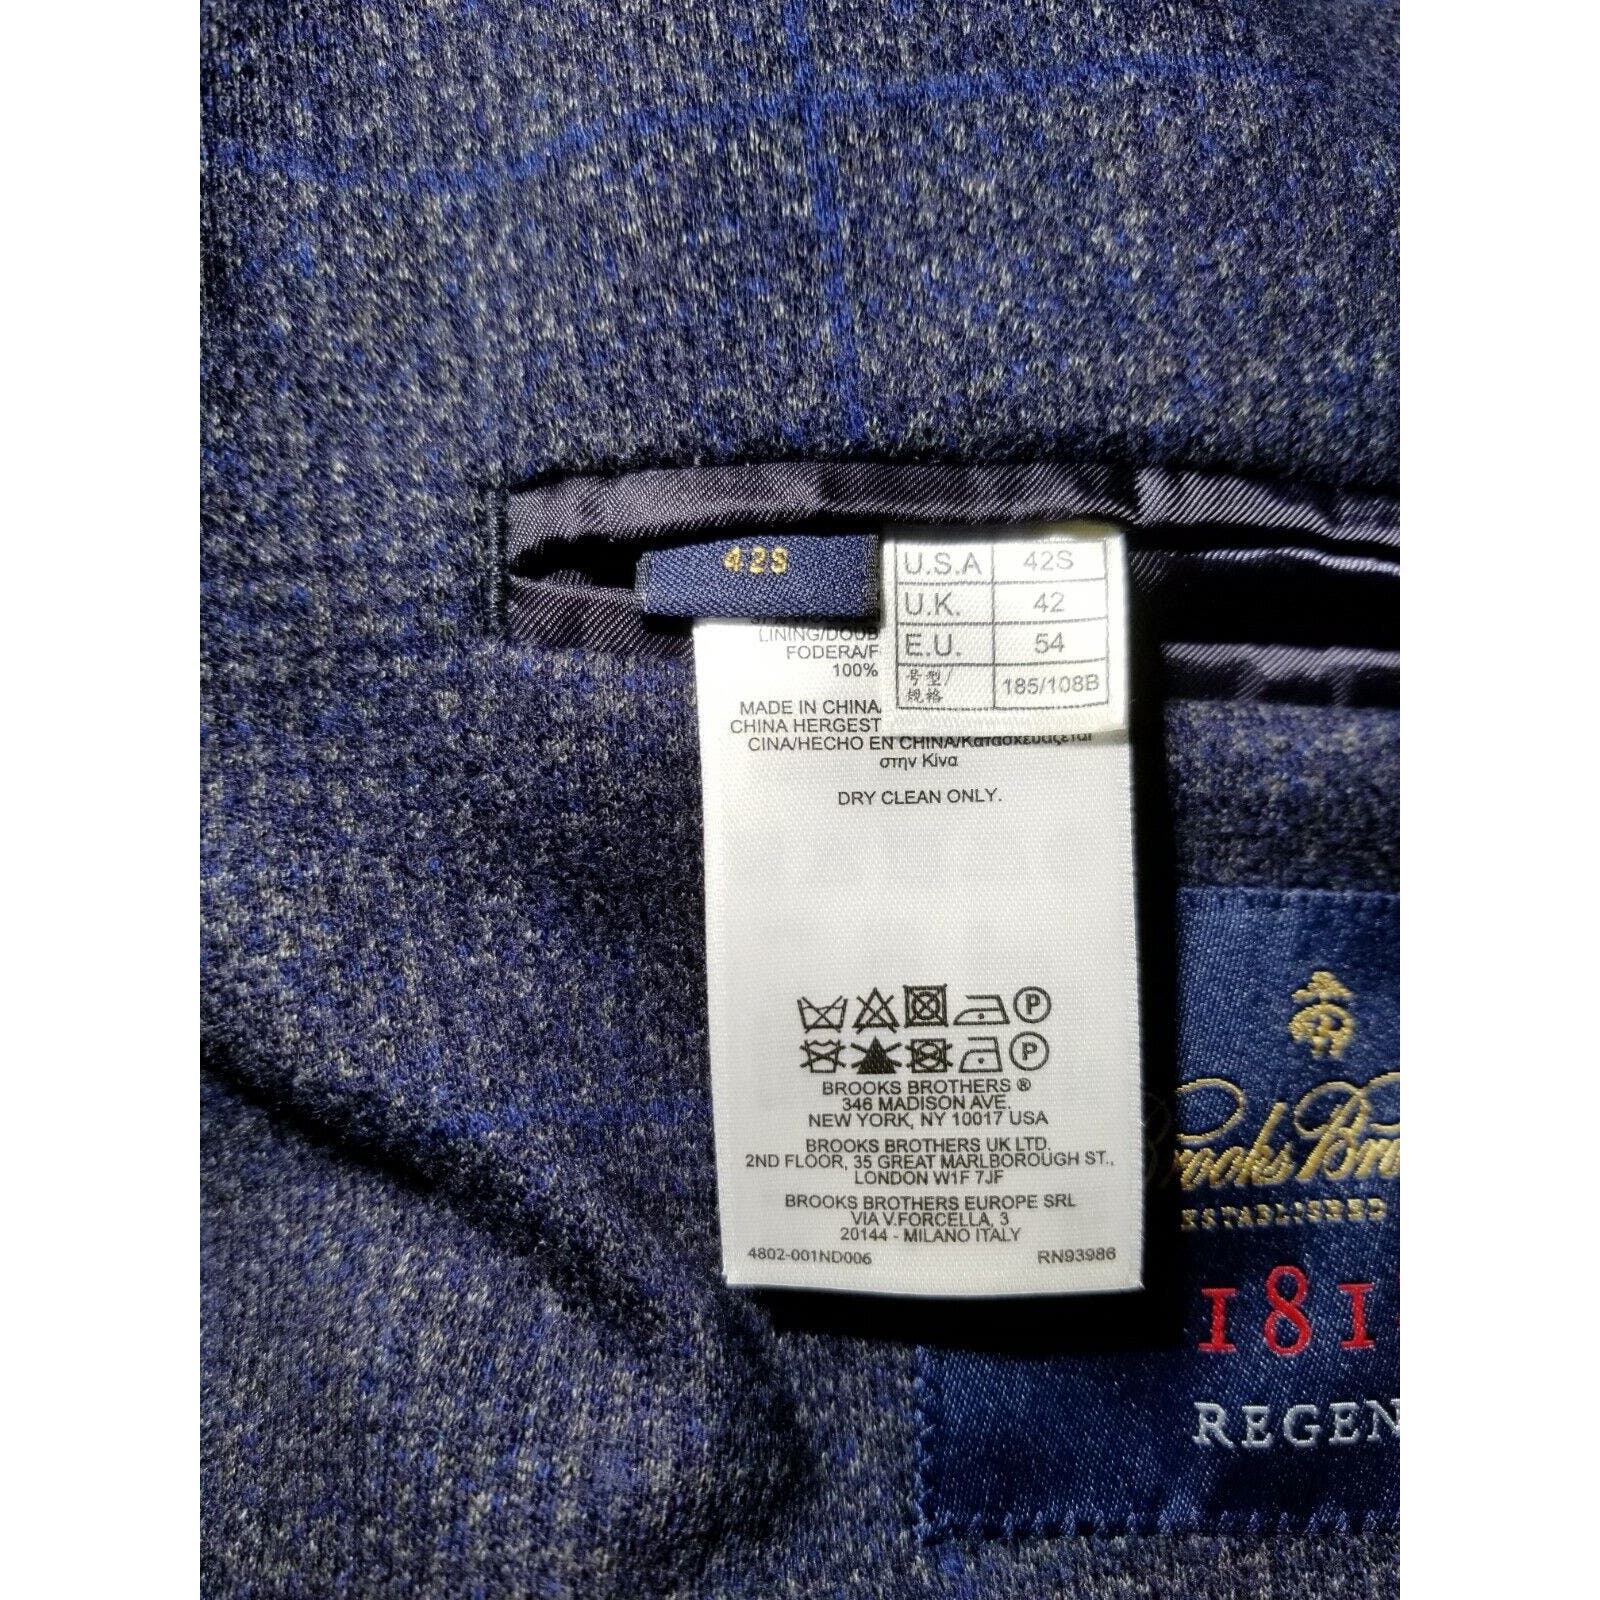 42S
U.S.A 42S
U.K. 42
E.U. 54
号型/规格 185/108B
LINING/DOUB
FODERA/F
100%
MADE IN CHINA
CHINA HERGEST
CINA/HECHO EN CHINA/Κατασκευάζεται
στην Κίνα
DRY CLEAN ONLY.
P
P
BROOKS BROTHERS ®
346 MADISON AVE.
NEW YORK, NY 10017 USA
BROOKS BROTHERS UK LTD.
2ND FLOOR, 35 GREAT MARLBOROUGH ST.,
LONDON W1F 7JF
BROOKS BROTHERS EUROPE SRL
VIA V.FORCELLA, 3
20144 - MILANO ITALY
4802-001ND006 RN93986
Brooks Bro
ESTABLISHED
181
REGEN